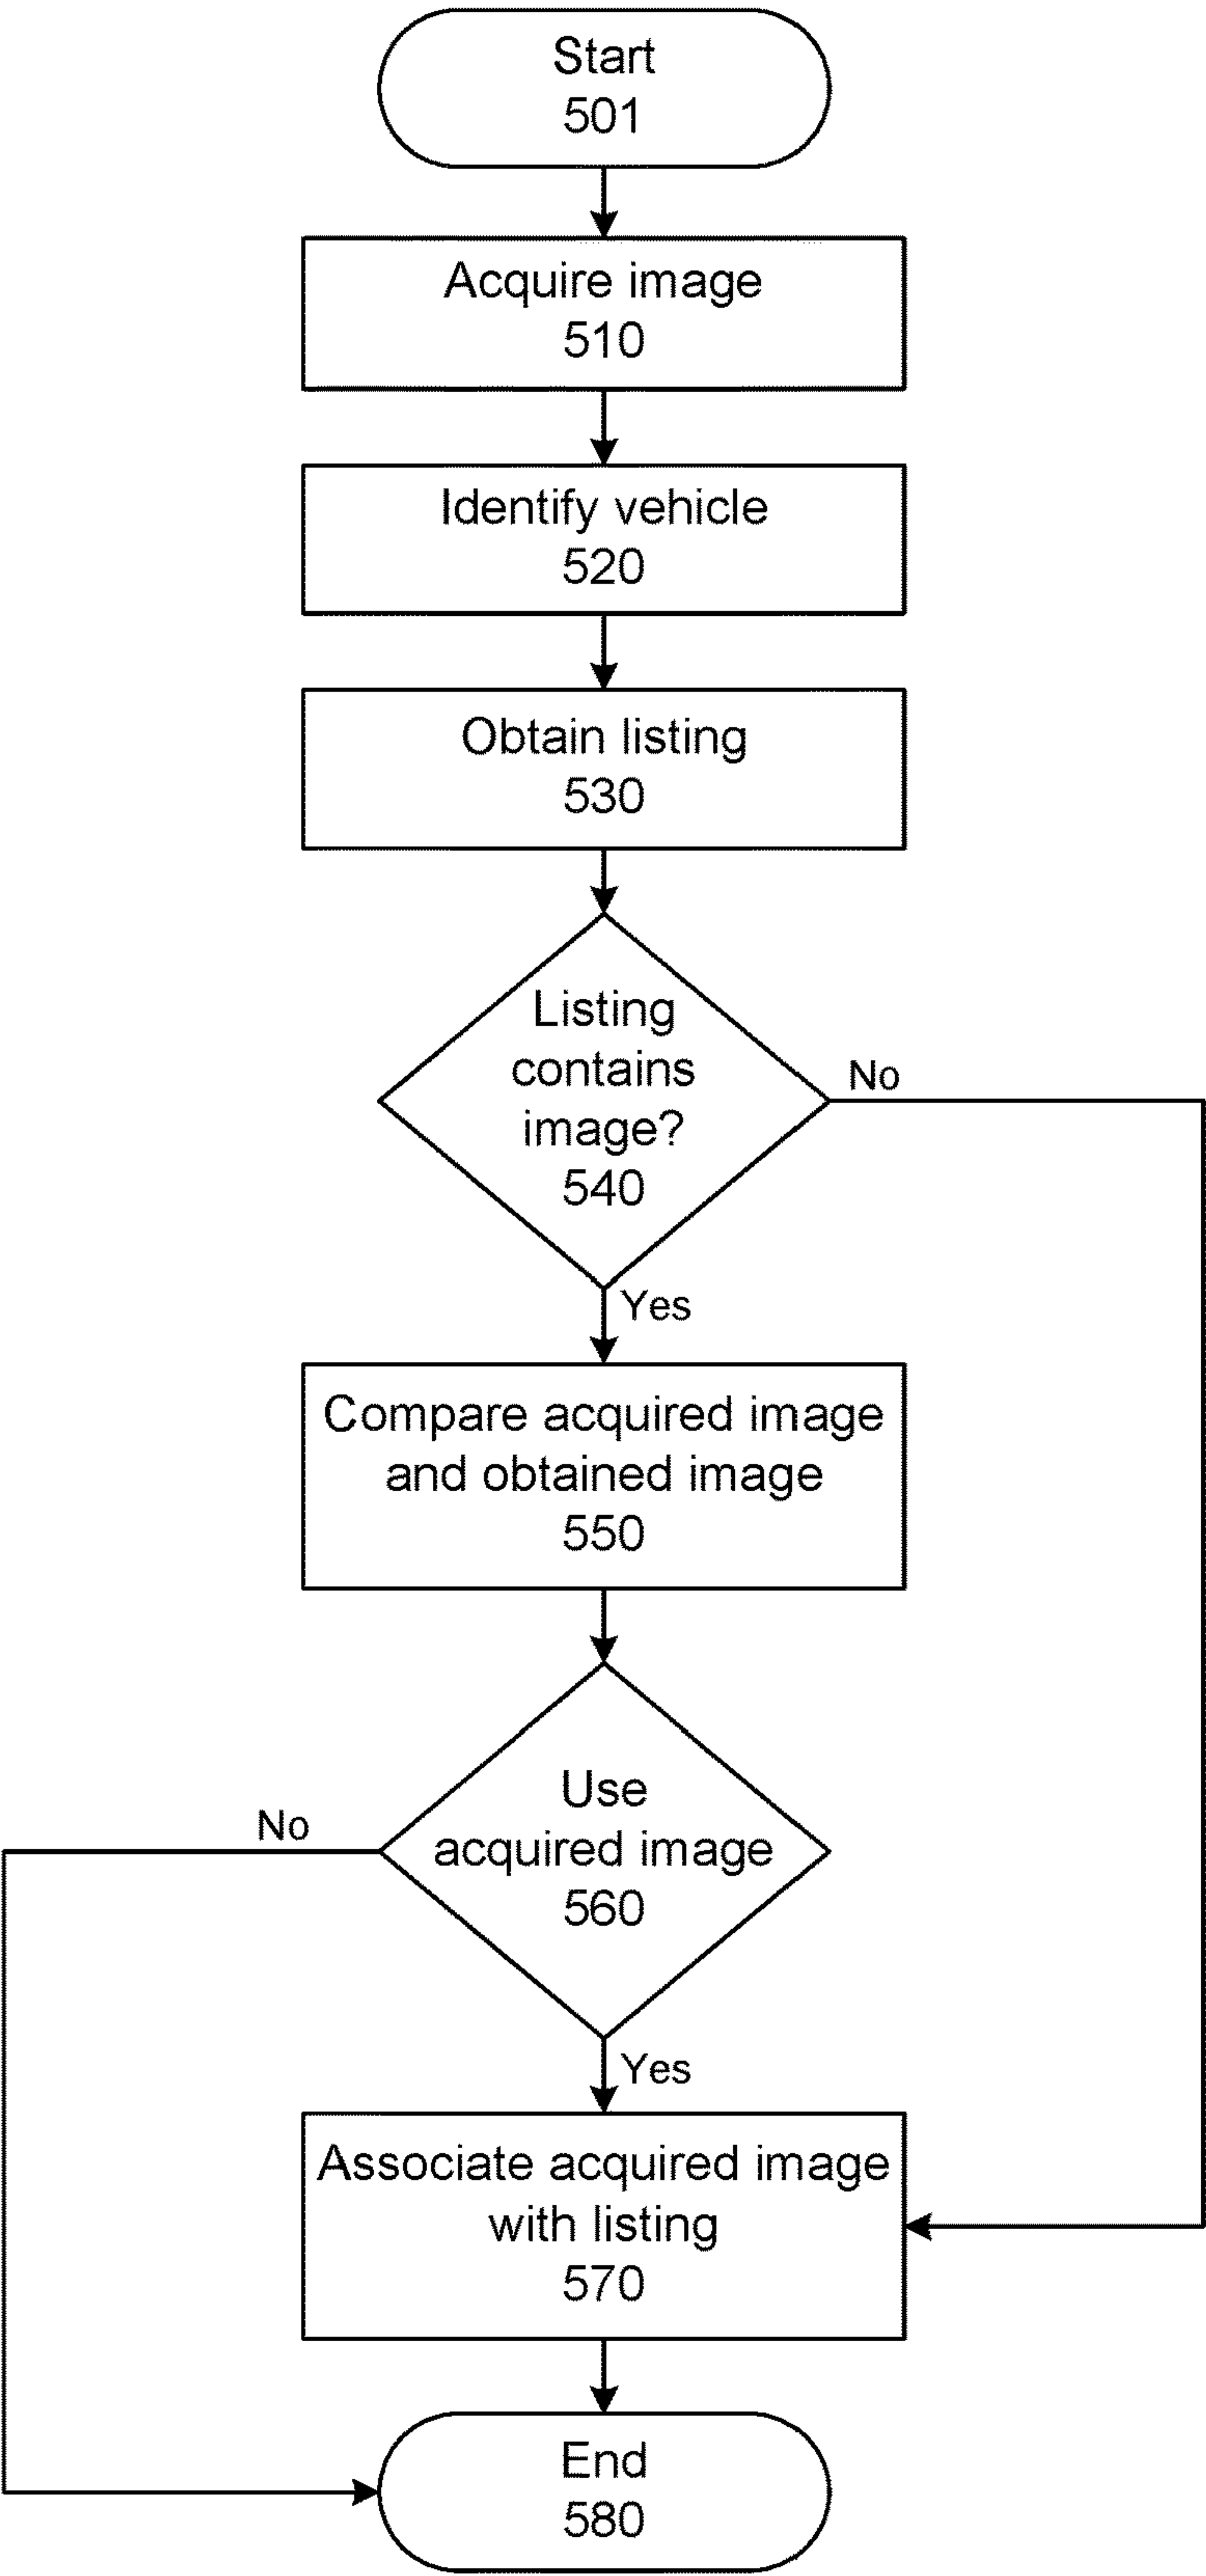 Start
501
Acquire image
510
Identify vehicle
520
Obtain listing
530
Listing
contains
image?
540
No
Yes
Compare acquired image
and obtained image
550
Use
acquired image
560
No
Yes
Associate acquired image
with listing
570
End
580